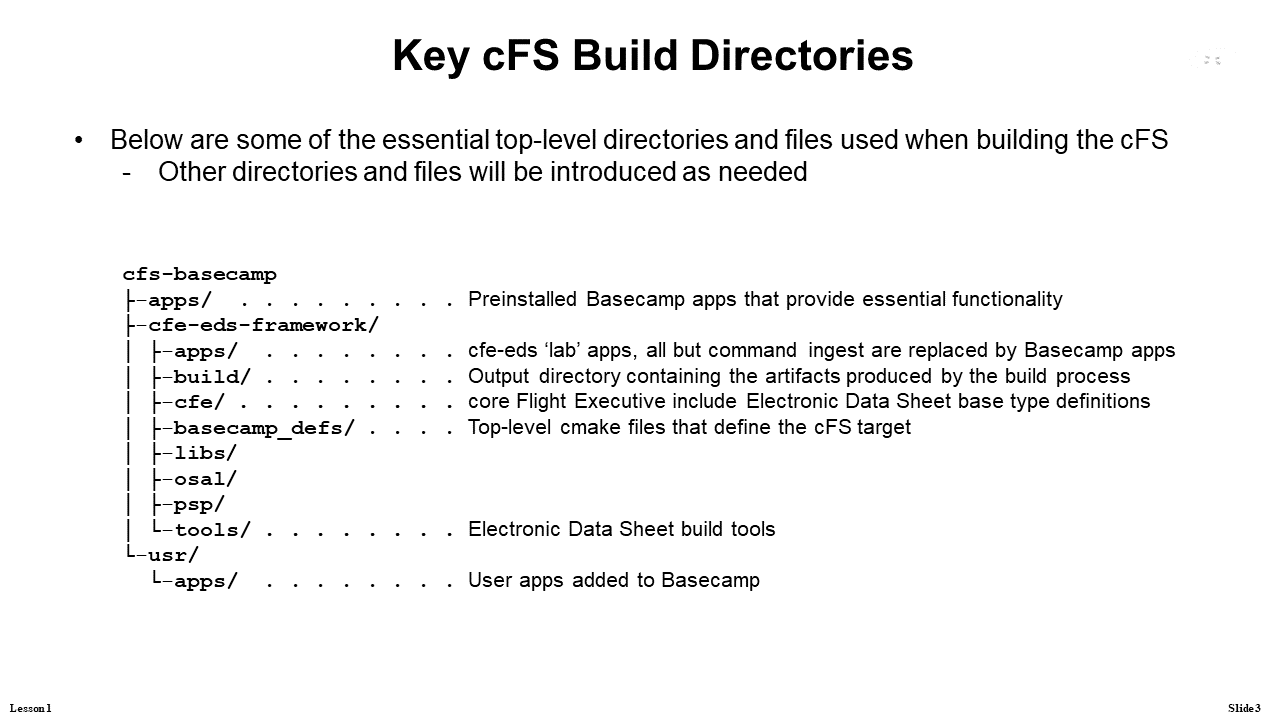 Key cFS Build Directories
• Below are some of the essential top-level directories and files used when building the cFS
- Other directories and files will be introduced as needed
cfs-basecamp
├-apps/ . . . . . . . . . Preinstalled Basecamp apps that provide essential functionality
├-cfe-eds-framework/
│ ├-apps/ . . . . . . . . cfe-eds ‘lab’ apps, all but command ingest are replaced by Basecamp apps
│ ├-build/ . . . . . . . . Output directory containing the artifacts produced by the build process
│ ├-cfe/ . . . . . . . . . core Flight Executive include Electronic Data Sheet base type definitions
│ ├-basecamp_defs/ . . . . Top-level cmake files that define the cFS target
│ ├-libs/
│ ├-osal/
│ ├-psp/
│ └-tools/ . . . . . . . . Electronic Data Sheet build tools
└-usr/
  └-apps/ . . . . . . . . User apps added to Basecamp
Lesson 1
Slide 3